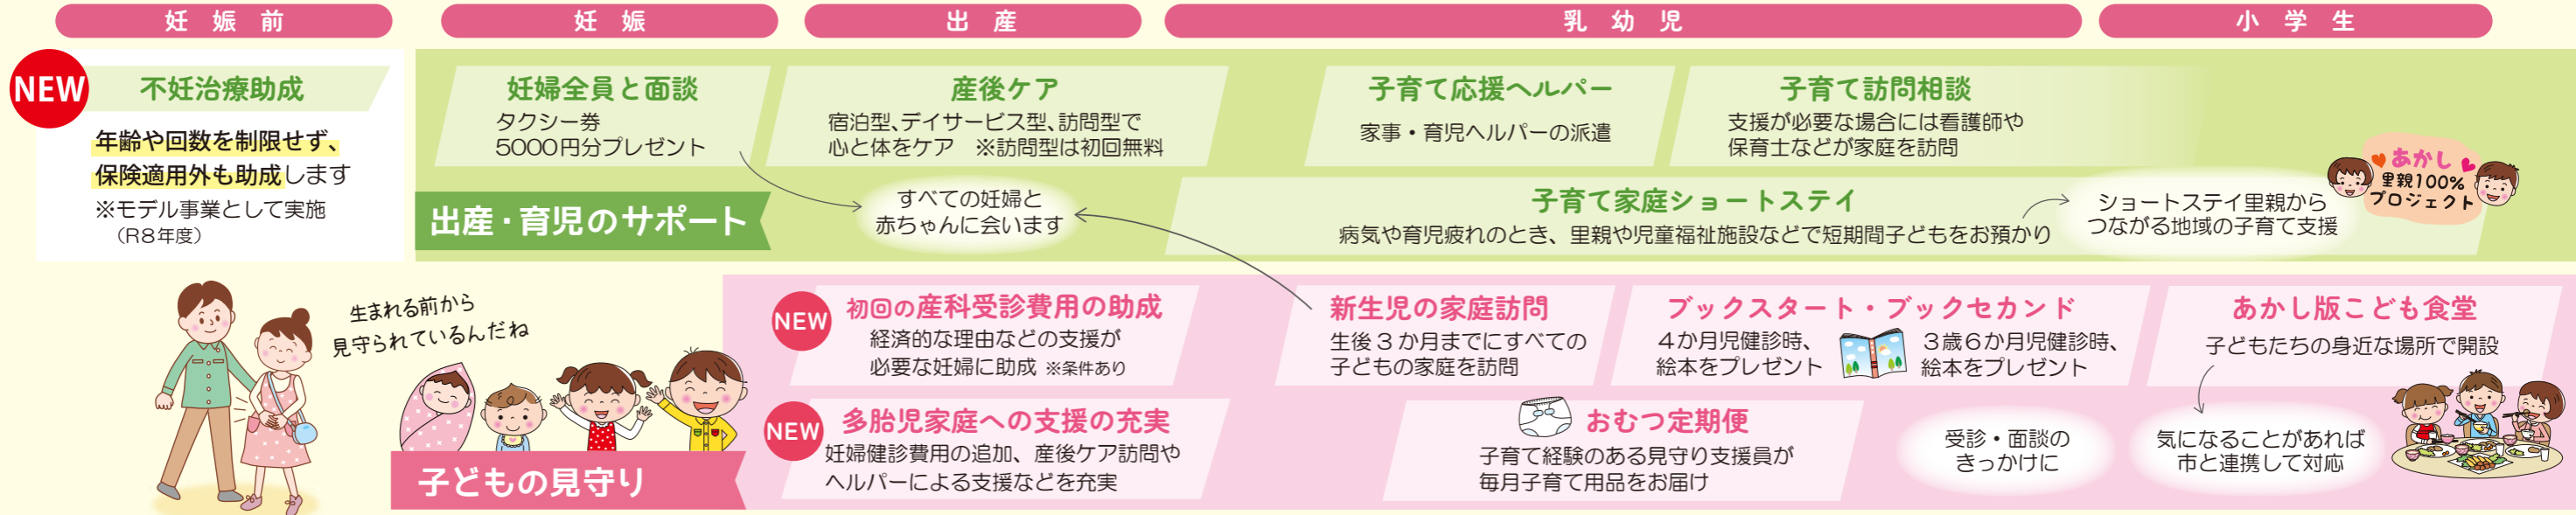 妊娠前
妊娠
出産
乳幼児
小学生
NEW
不妊治療助成
年齢や回数を制限せず、
保険適用外も助成します
※モデル事業として実施
（R8年度）
妊婦全員と面談
タクシー券
5000円分プレゼント
産後ケア
宿泊型、デイサービス型、訪問型で
心と体をケア　※訪問型は初回無料
子育て応援ヘルパー
家事・育児ヘルパーの派遣
子育て訪問相談
支援が必要な場合には看護師や
保育士などが家庭を訪問
出産・育児のサポート
すべての妊婦と
赤ちゃんに会います
子育て家庭ショートステイ
病気や育児疲れのとき、里親や児童福祉施設などで短期間子どもをお預かり
ショートステイ里親から
つながる地域の子育て支援
あかし
里親100%
プロジェクト
生まれる前から
見守られているんだね
子どもの見守り
NEW
初回の産科受診費用の助成
経済的な理由などの支援が
必要な妊婦に助成 ※条件あり
新生児の家庭訪問
生後3か月までにすべての
子どもの家庭を訪問
ブックスタート・ブックセカンド
4か月児健診時、
絵本をプレゼント
3歳6か月児健診時、
絵本をプレゼント
あかし版こども食堂
子どもたちの身近な場所で開設
NEW
多胎児家庭への支援の充実
妊婦健診費用の追加、産後ケア訪問や
ヘルパーによる支援などを充実
おむつ定期便
子育て経験のある見守り支援員が
毎月子育て用品をお届け
受診・面談の
きっかけに
気になることがあれば
市と連携して対応